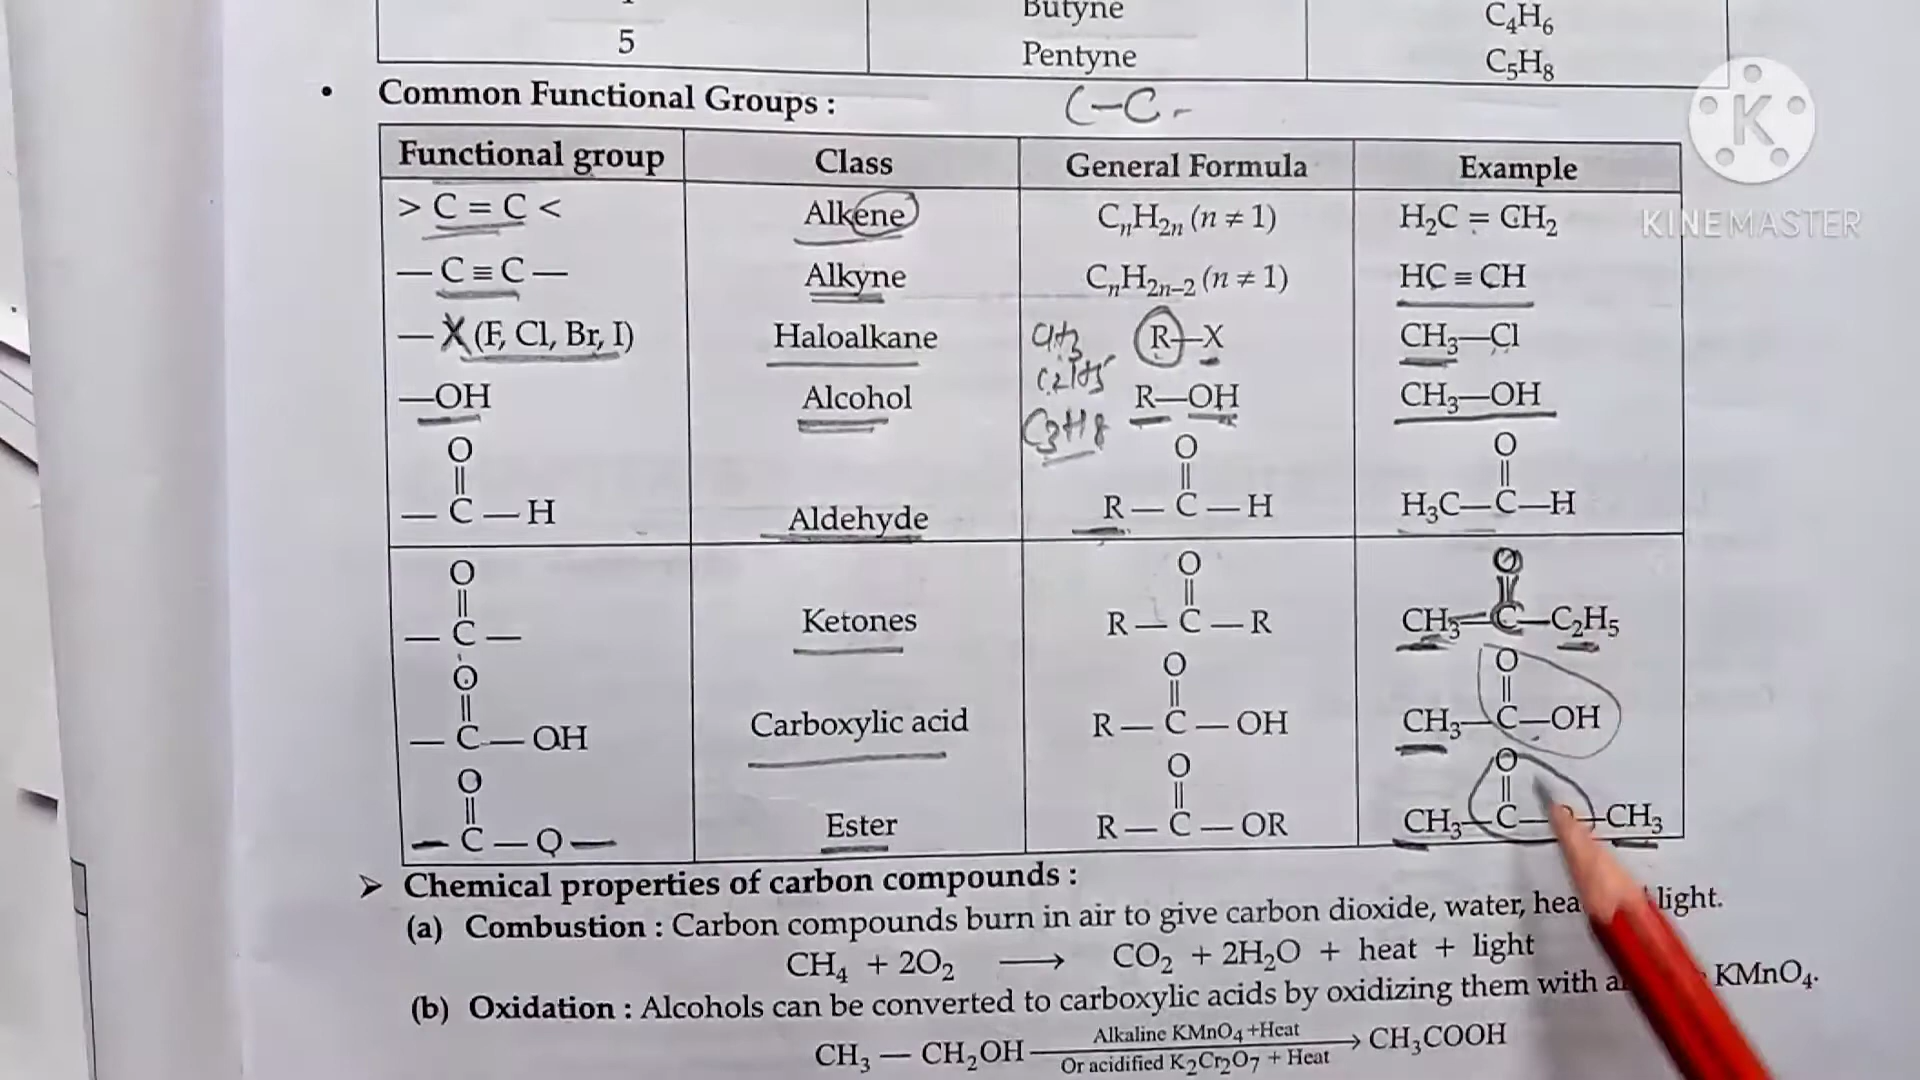 Butyne C₄H₆
5 Pentyne C₅H₈
• Common Functional Groups : C–C-
K
KINEMASTER
Functional group Class General Formula Example
> C = C < Alkene CₙH₂ₙ (n ≠ 1) H₂C = CH₂
— C ≡ C — Alkyne CₙH₂ₙ₋₂ (n ≠ 1) HC ≡ CH
— X (F, Cl, Br, I) Haloalkane CH3 R—X CH₃—Cl
C2H5
—OH Alcohol R—OH CH₃—OH
C3H8
O O O
|| || ||
— C — H Aldehyde R — C — H H₃C—C—H
O O O
|| || ||
— C — Ketones R — C — R CH₃—C—C₂H₅
O O O
|| || ||
— C — OH Carboxylic acid R — C — OH CH₃—C—OH
O O O
|| || ||
— C — O — Ester R — C — OR CH₃—C— —CH₃
➤ Chemical properties of carbon compounds :
(a) Combustion : Carbon compounds burn in air to give carbon dioxide, water, light.
CH₄ + 2O₂ ⟶ CO₂ + 2H₂O + heat + light
(b) Oxidation : Alcohols can be converted to carboxylic acids by oxidizing them with KMnO₄.
Alkaline KMnO₄ +Heat
CH₃ — CH₂OH ⟶ CH₃COOH
Or acidified K₂Cr₂O₇ + Heat